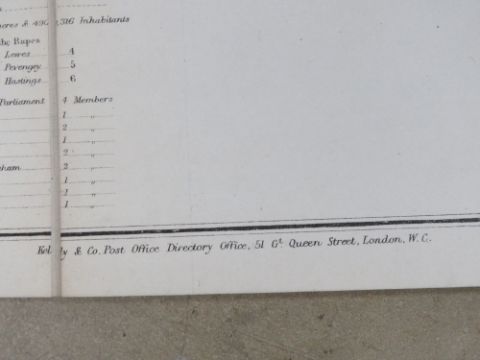 & 490,316 Inhabitants
the Rapes
Lewes 4
Pevensey 5
Hastings 6
Parliament 4 Members
1 "
2 "
1 "
2 "
ham 2 "
1 "
1 "
1 "
Kelly & Co. Post Office Directory Office, 51 Gt. Queen Street, London, W.C.